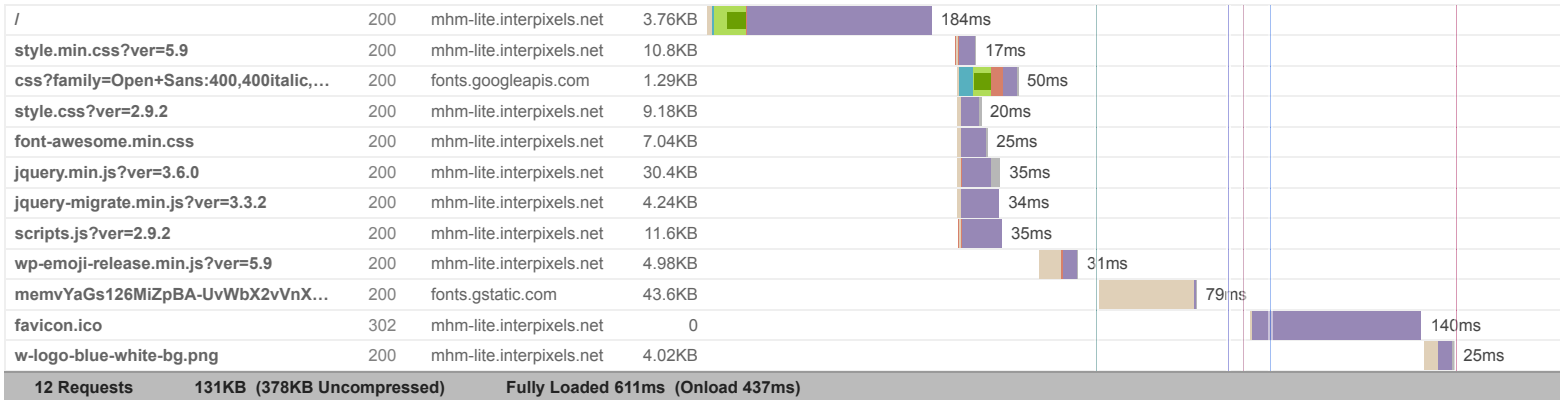 / 200 mhm-lite.interpixels.net 3.76KB 184ms
style.min.css?ver=5.9 200 mhm-lite.interpixels.net 10.8KB 17ms
css?family=Open+Sans:400,400italic,… 200 fonts.googleapis.com 1.29KB 50ms
style.css?ver=2.9.2 200 mhm-lite.interpixels.net 9.18KB 20ms
font-awesome.min.css 200 mhm-lite.interpixels.net 7.04KB 25ms
jquery.min.js?ver=3.6.0 200 mhm-lite.interpixels.net 30.4KB 35ms
jquery-migrate.min.js?ver=3.3.2 200 mhm-lite.interpixels.net 4.24KB 34ms
scripts.js?ver=2.9.2 200 mhm-lite.interpixels.net 11.6KB 35ms
wp-emoji-release.min.js?ver=5.9 200 mhm-lite.interpixels.net 4.98KB 31ms
memvYaGs126MiZpBA-UvWbX2vVnX… 200 fonts.gstatic.com 43.6KB 79ms
favicon.ico 302 mhm-lite.interpixels.net 0 140ms
w-logo-blue-white-bg.png 200 mhm-lite.interpixels.net 4.02KB 25ms
12 Requests 131KB (378KB Uncompressed) Fully Loaded 611ms (Onload 437ms)